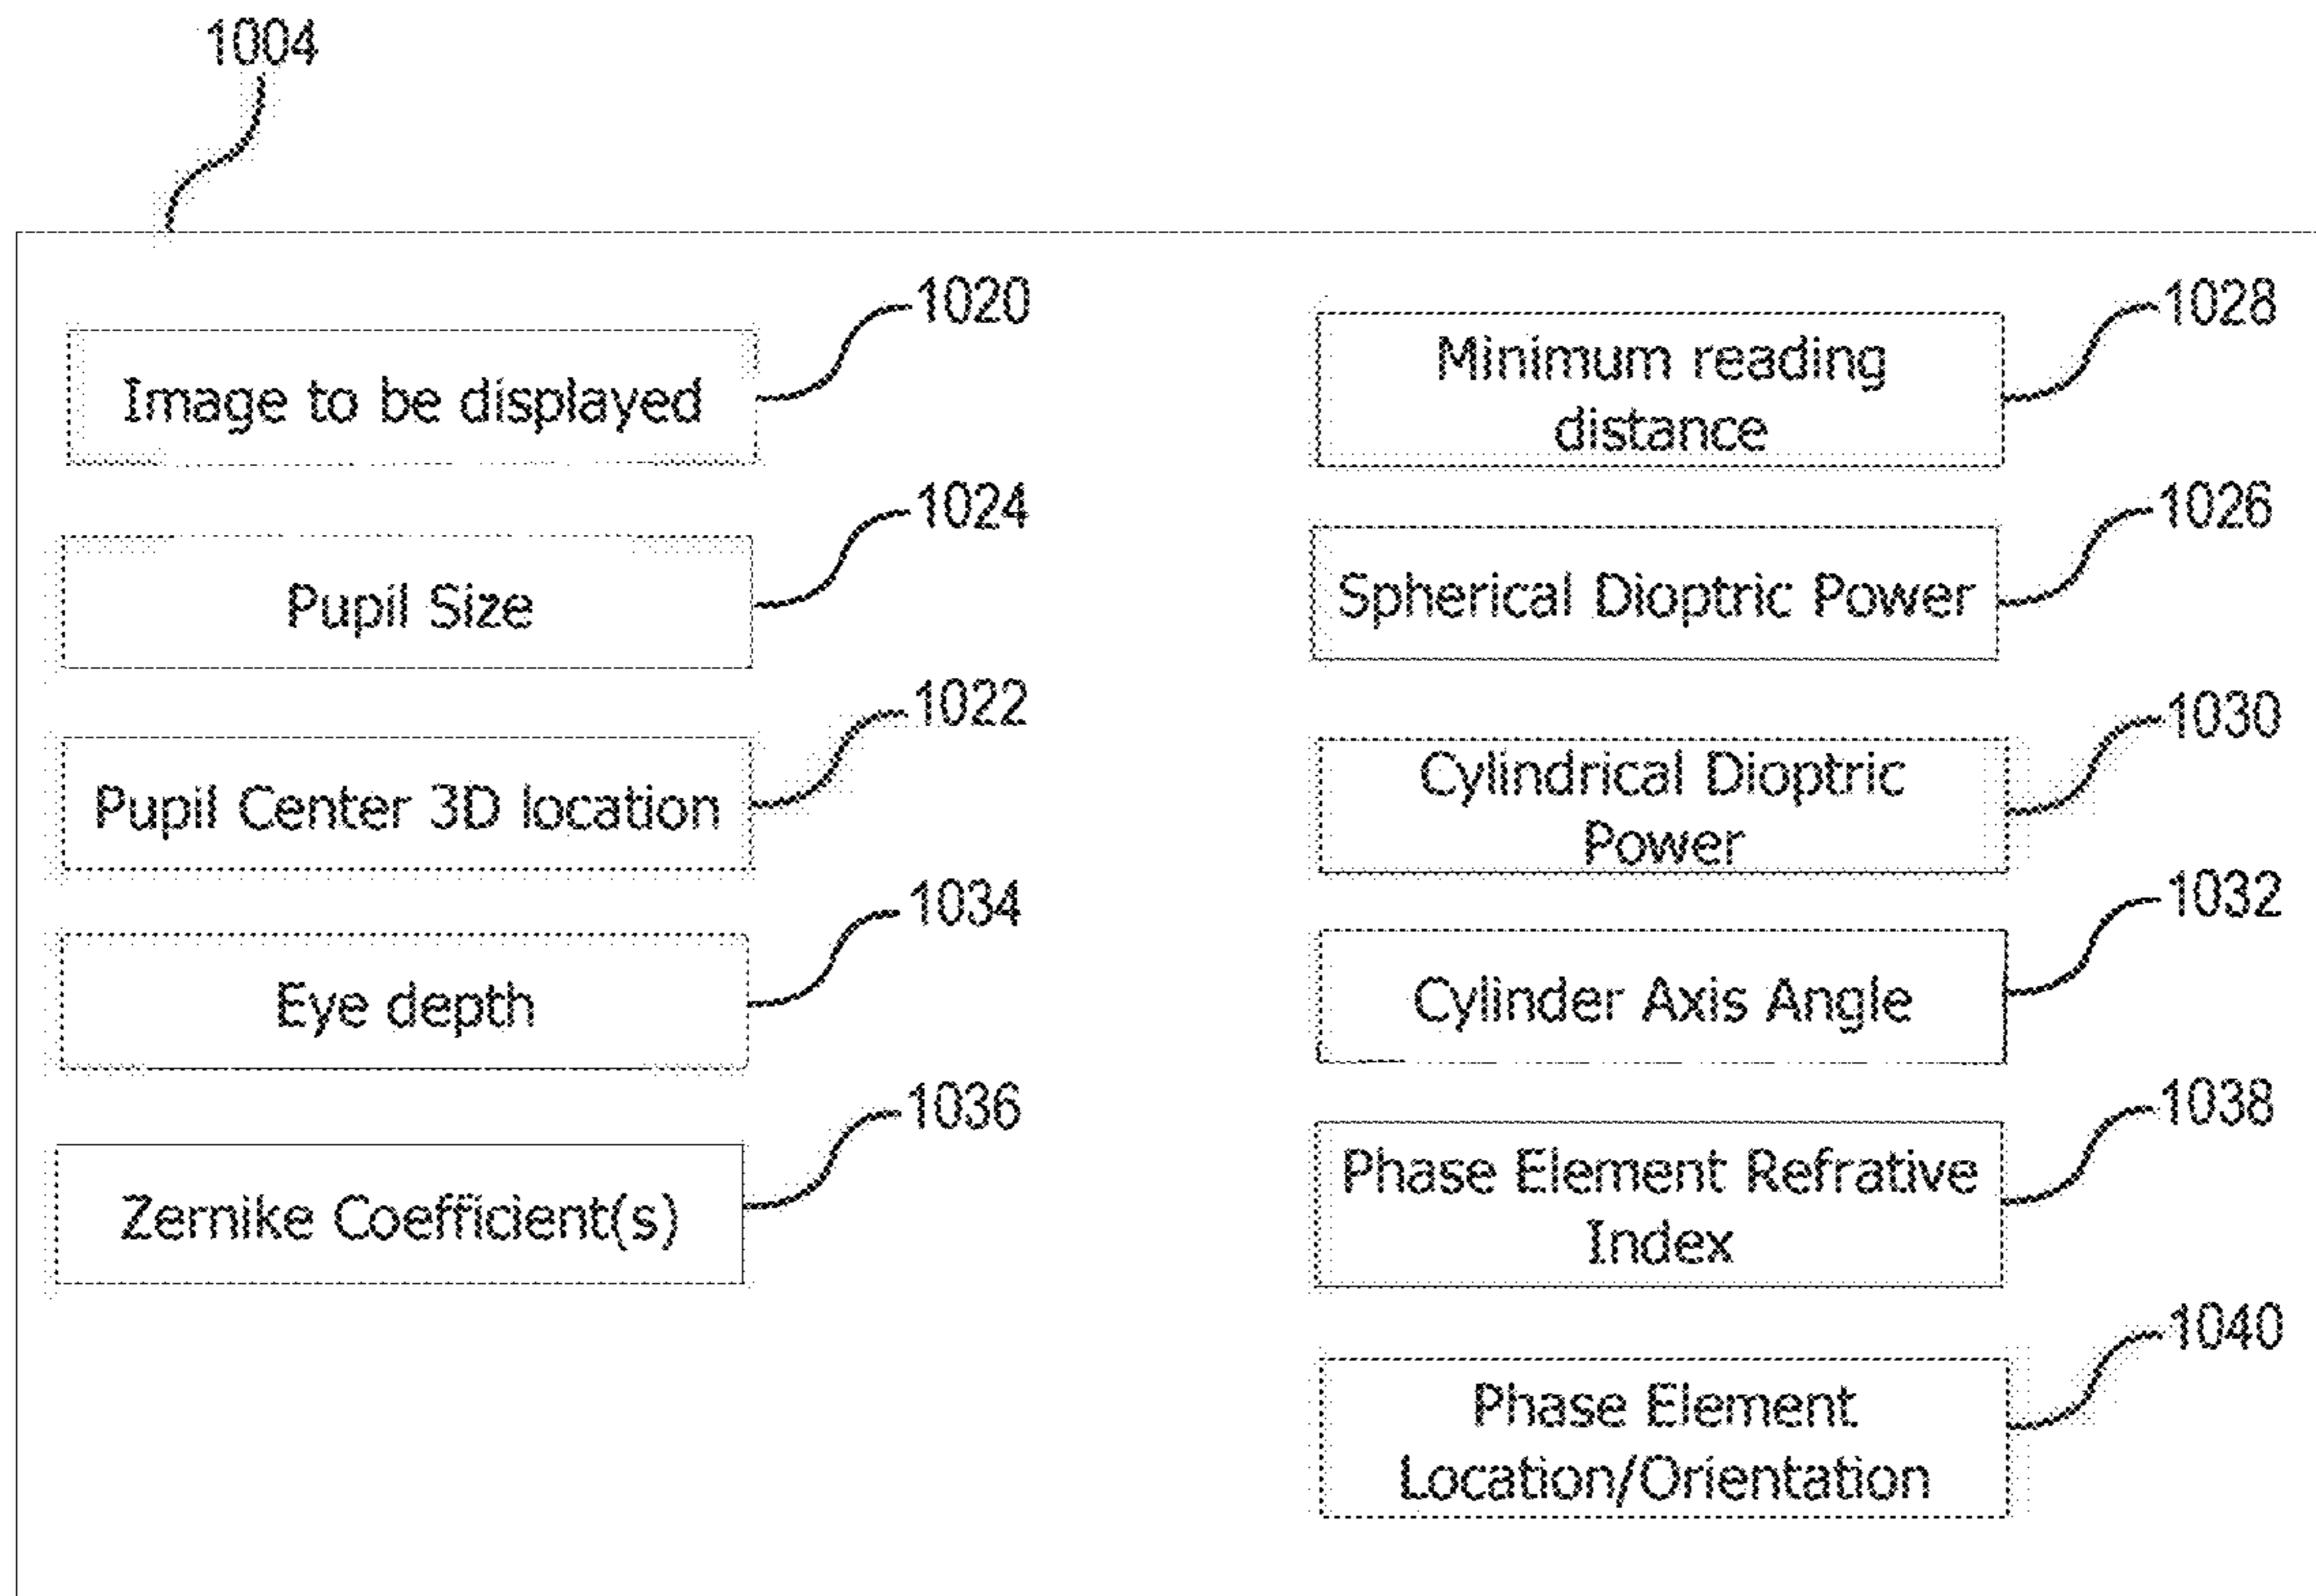 1004
1020
Image to be displayed
1024
Pupil Size
1022
Pupil Center 3D location
1034
Eye depth
1036
Zernike Coefficient(s)
1028
Minimum reading
distance
1026
Spherical Dioptric Power
1030
Cylindrical Dioptric
Power
1032
Cylinder Axis Angle
1038
Phase Element Refrative
Index
1040
Phase Element
Location/Orientation